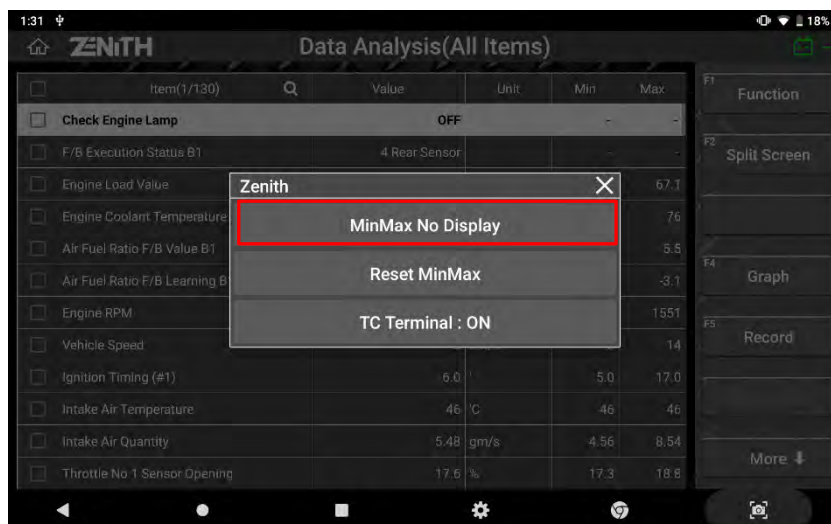 1:31 18%
ZENITH Data Analysis(All Items)
Item(1/130) Value Unit Min Max
F1 Function
Check Engine Lamp OFF - -
F/B Execution Status B1 4 Rear Sensor - -
F2 Split Screen
Engine Load Value 67.1
Zenith
Engine Coolant Temperature 76
MinMax No Display
Air Fuel Ratio F/B Value B1 5.5
Air Fuel Ratio F/B Learning B -3.1
Reset MinMax
F4 Graph
Engine RPM 1551
TC Terminal : ON
F5 Record
Vehicle Speed 14
Ignition Timing (#1) 6.0 ' 5.0 17.0
Intake Air Temperature 46 'C 46 46
Intake Air Quantity 5.48 gm/s 4.56 8.54
Throttle No 1 Sensor Opening 17.6 % 17.3 18.8
More ⬇